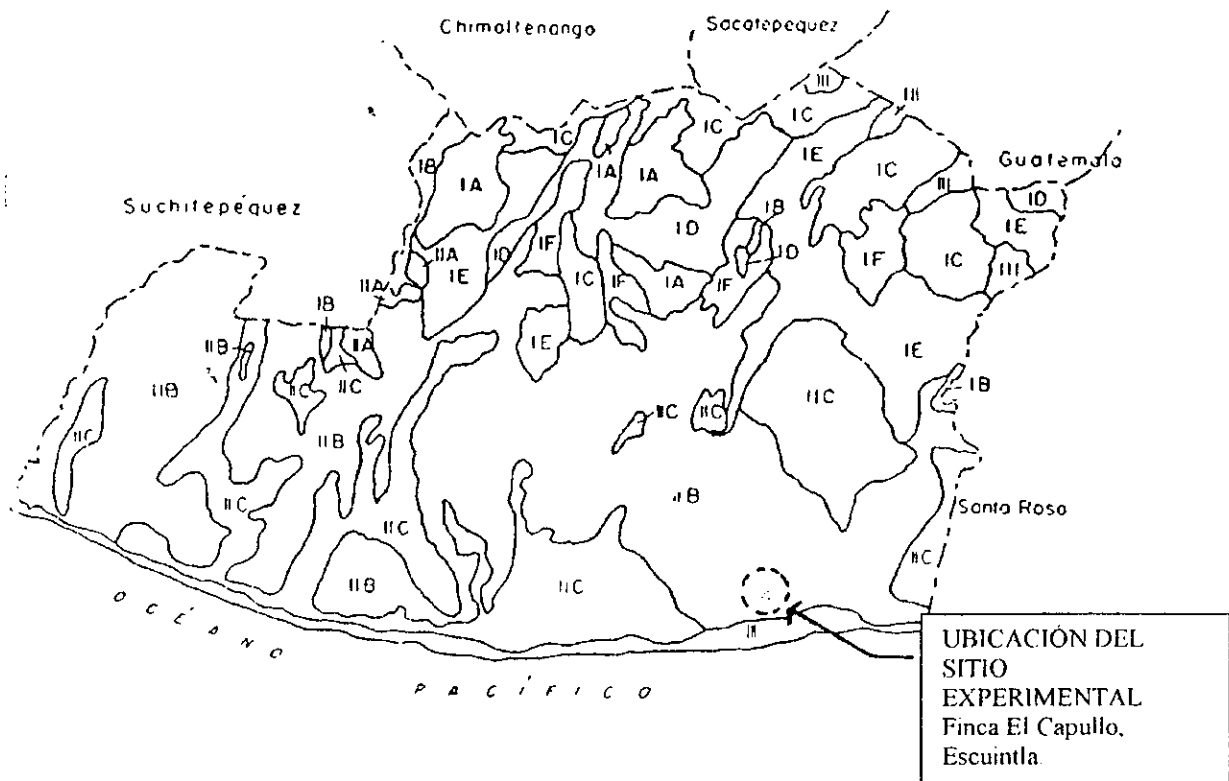 Chimaltenango
Sacatepequez
III
IC
III
IC
IC
IE
IB
IA
IA
IA
IC
III
Guatemala
ID
Suchitepéquez
IE
ID
IB
IIA
IF
ID
ID
IE
IC
IF
IA
IF
IF
IC
III
IIA
IB
IIA
IE
IE
IIB
IIC
IIC
IIB
IIC
IB
IIC
IIC
IIC
IIB
IIB
Santa Rosa
IIC
IIC
IIC
IIB
IIC
III
OCÉANO
PACÍFICO
UBICACIÓN DEL
SITIO
EXPERIMENTAL
Finca El Capullo,
Escuintla.